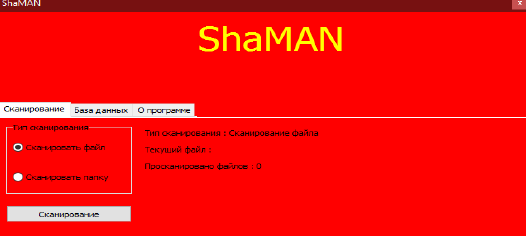 ShaMAN
ShaMAN
Сканирование База данных О программе
Тип сканирования
Сканировать файл
Сканировать папку
Тип сканирования : Сканирование файла
Текущий файл :
Просканировано файлов : 0
Сканирование